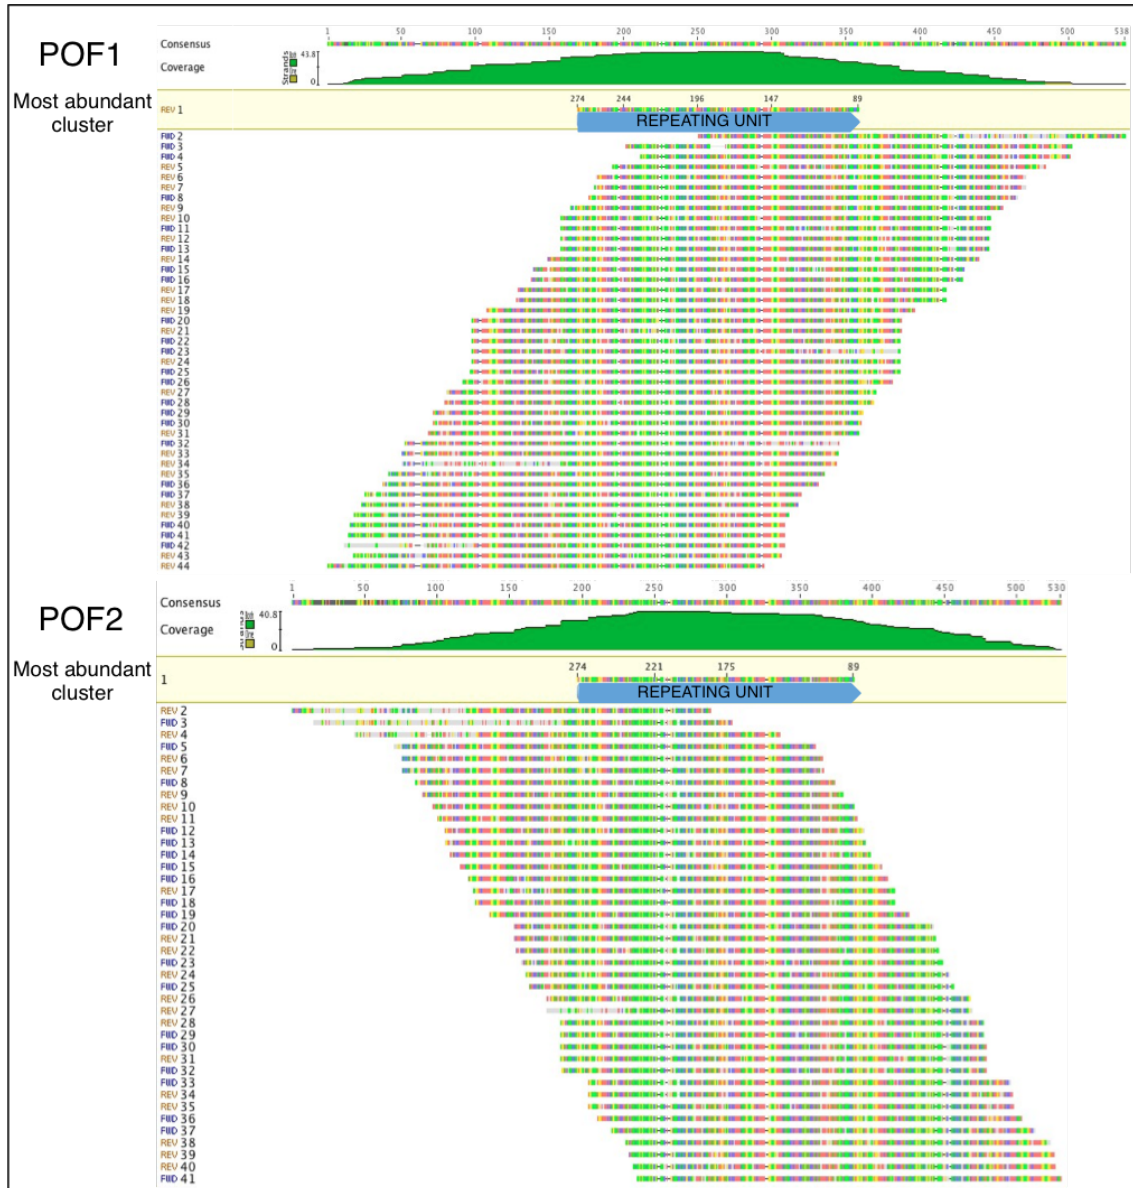 POF1
Most abundant cluster
1 50 100 150 200 250 300 350 400 450 500 538
Consensus
Coverage
43.8
0
274 244 196 147 89
REV 1
REPEATING UNIT
FWD 2
FWD 3
FWD 4
REV 5
REV 6
REV 7
FWD 8
REV 9
REV 10
FWD 11
REV 12
FWD 13
REV 14
FWD 15
FWD 16
REV 17
REV 18
REV 19
FWD 20
REV 21
FWD 22
FWD 23
REV 24
FWD 25
FWD 26
REV 27
FWD 28
FWD 29
FWD 30
REV 31
FWD 32
REV 33
REV 34
REV 35
FWD 36
FWD 37
REV 38
REV 39
FWD 40
FWD 41
FWD 42
REV 43
REV 44
POF2
Most abundant cluster
1 50 100 150 200 250 300 350 400 450 500 530
Consensus
Coverage
40.8
0
274 221 175 89
1
REPEATING UNIT
REV 2
FWD 3
REV 4
FWD 5
REV 6
REV 7
FWD 8
REV 9
REV 10
REV 11
FWD 12
FWD 13
FWD 14
FWD 15
FWD 16
REV 17
FWD 18
FWD 19
FWD 20
REV 21
REV 22
FWD 23
REV 24
FWD 25
REV 26
REV 27
REV 28
FWD 29
FWD 30
REV 31
FWD 32
FWD 33
REV 34
REV 35
FWD 36
FWD 37
REV 38
REV 39
REV 40
FWD 41